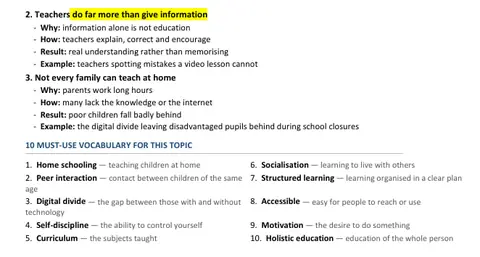 2. Teachers do far more than give information
- Why: information alone is not education
- How: teachers explain, correct and encourage
- Result: real understanding rather than memorising
- Example: teachers spotting mistakes a video lesson cannot
3. Not every family can teach at home
- Why: parents work long hours
- How: many lack the knowledge or the internet
- Result: poor children fall badly behind
- Example: the digital divide leaving disadvantaged pupils behind during school closures
10 MUST-USE VOCABULARY FOR THIS TOPIC
1. Home schooling — teaching children at home
6. Socialisation — learning to live with others
2. Peer interaction — contact between children of the same
age
7. Structured learning — learning organised in a clear plan
3. Digital divide — the gap between those with and without
technology
8. Accessible — easy for people to reach or use
4. Self-discipline — the ability to control yourself
9. Motivation — the desire to do something
5. Curriculum — the subjects taught
10. Holistic education — education of the whole person